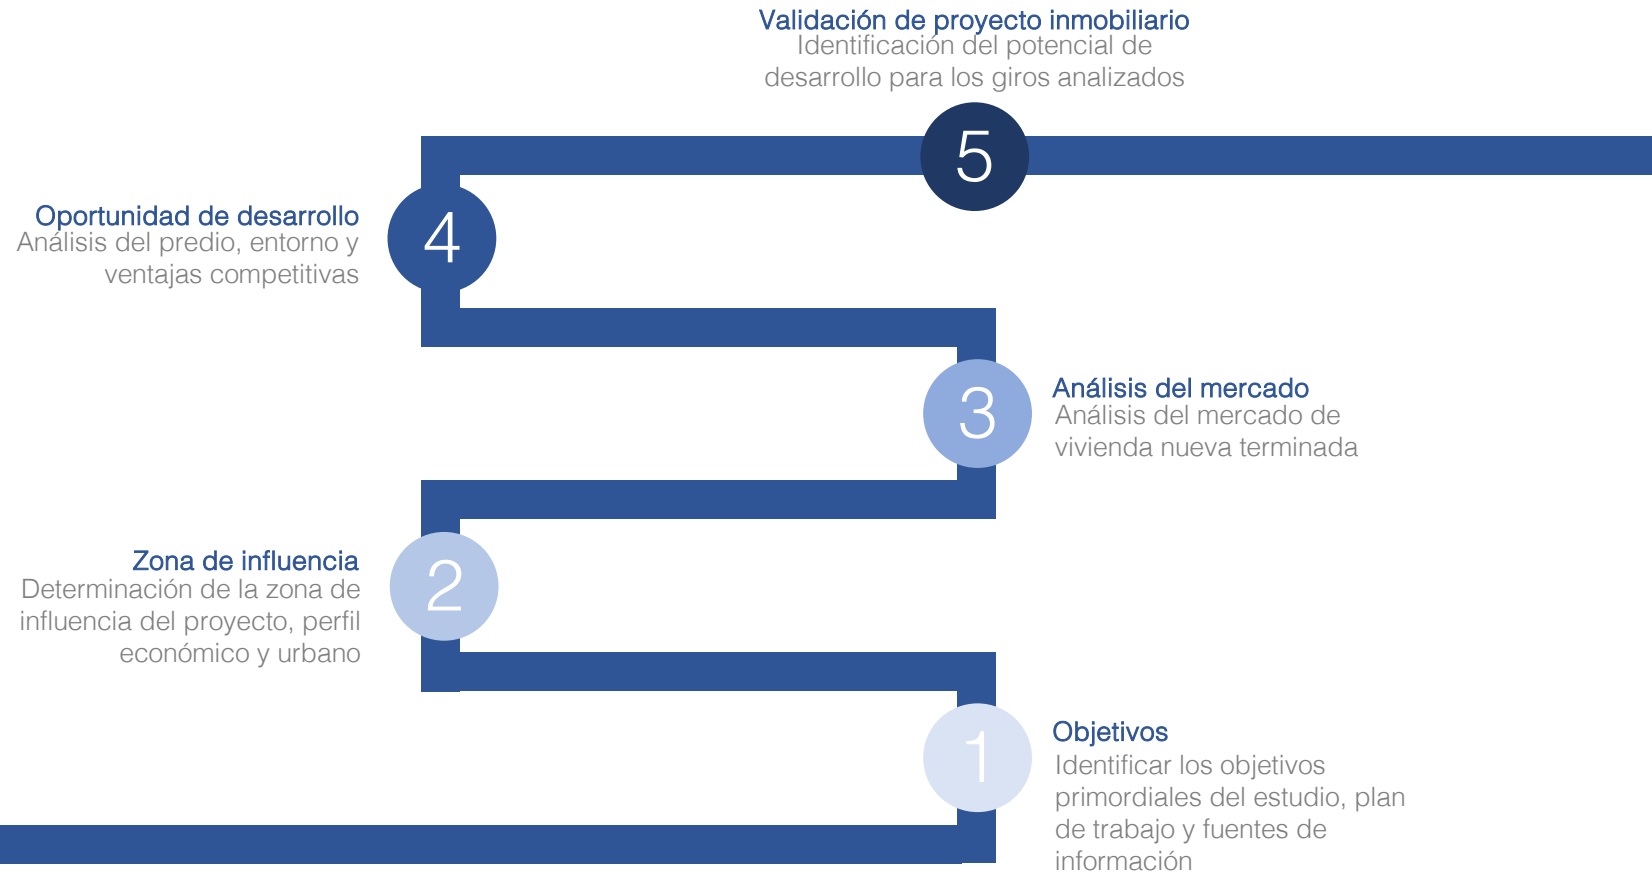 Validación de proyecto inmobiliario
Identificación del potencial de
desarrollo para los giros analizados
5
Oportunidad de desarrollo
Análisis del predio, entorno y
ventajas competitivas
4
3
Análisis del mercado
Análisis del mercado de
vivienda nueva terminada
Zona de influencia
Determinación de la zona de
influencia del proyecto, perfil
económico y urbano
2
1
Objetivos
Identificar los objetivos
primordiales del estudio, plan
de trabajo y fuentes de
información